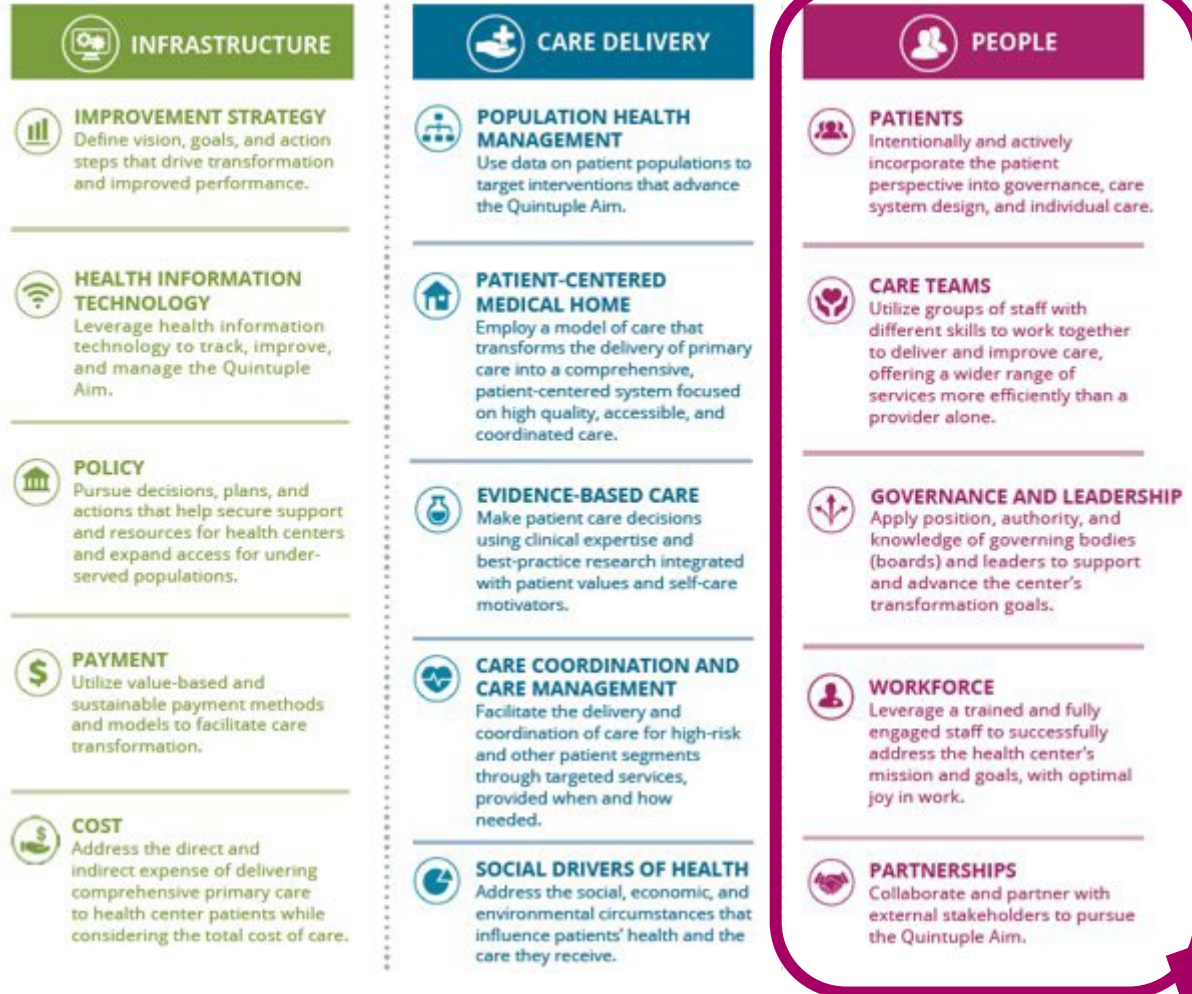 INFRASTRUCTURE
IMPROVEMENT STRATEGY
Define vision, goals, and action
steps that drive transformation
and improved performance.
HEALTH INFORMATION
TECHNOLOGY
Leverage health information
technology to track, improve,
and manage the Quintuple
Aim.
POLICY
Pursue decisions, plans, and
actions that help secure support
and resources for health centers
and expand access for under-
served populations.
$
PAYMENT
Utilize value-based and
sustainable payment methods
and models to facilitate care
transformation.
$
COST
Address the direct and
indirect expense of delivering
comprehensive primary care
to health center patients while
considering the total cost of care.
CARE DELIVERY
POPULATION HEALTH
MANAGEMENT
Use data on patient populations to
target interventions that advance
the Quintuple Aim.
PATIENT-CENTERED
MEDICAL HOME
Employ a model of care that
transforms the delivery of primary
care into a comprehensive,
patient-centered system focused
on high quality, accessible, and
coordinated care.
EVIDENCE-BASED CARE
Make patient care decisions
using clinical expertise and
best-practice research integrated
with patient values and self-care
motivators.
CARE COORDINATION AND
CARE MANAGEMENT
Facilitate the delivery and
coordination of care for high-risk
and other patient segments
through targeted services,
provided when and how
needed.
SOCIAL DRIVERS OF HEALTH
Address the social, economic, and
environmental circumstances that
influence patients' health and the
care they receive.
PEOPLE
PATIENTS
Intentionally and actively
incorporate the patient
perspective into governance, care
system design, and individual care.
CARE TEAMS
Utilize groups of staff with
different skills to work together
to deliver and improve care,
offering a wider range of
services more efficiently than a
provider alone.
GOVERNANCE AND LEADERSHIP
Apply position, authority, and
knowledge of governing bodies
(boards) and leaders to support
and advance the center's
transformation goals.
WORKFORCE
Leverage a trained and fully
engaged staff to successfully
address the health center's
mission and goals, with optimal
joy in work.
PARTNERSHIPS
Collaborate and partner with
external stakeholders to pursue
the Quintuple Aim.